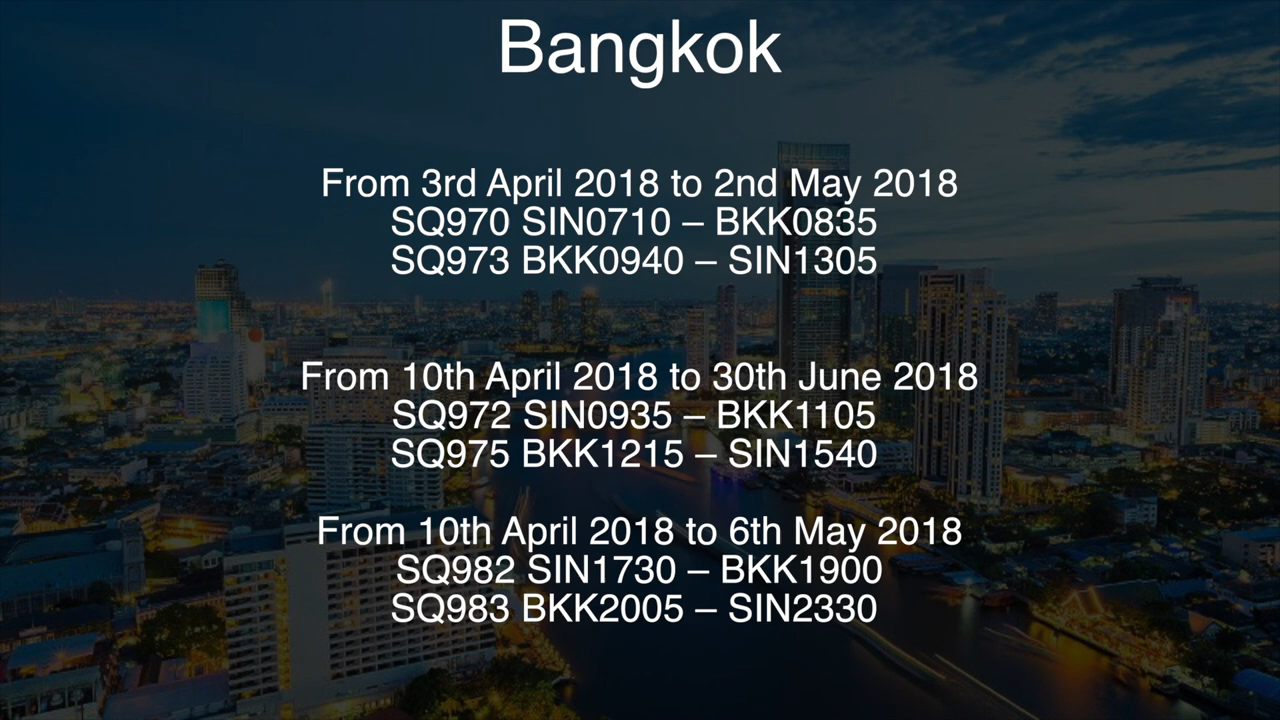 Bangkok
From 3rd April 2018 to 2nd May 2018
SQ970 SIN0710 – BKK0835
SQ973 BKK0940 – SIN1305
From 10th April 2018 to 30th June 2018
SQ972 SIN0935 – BKK1105
SQ975 BKK1215 – SIN1540
From 10th April 2018 to 6th May 2018
SQ982 SIN1730 – BKK1900
SQ983 BKK2005 – SIN2330